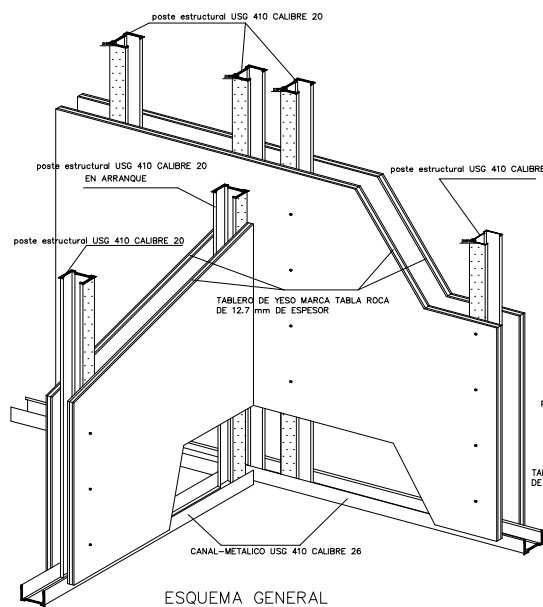 poste estructural USG 410 CALIBRE 20
poste estructural USG 410 CALIBRE 20
EN ARRANQUE
poste estructural USG 410 CALIBRE
poste estructural USG 410 CALIBRE 20
TABLERO DE YESO MARCA TABLA ROCA
DE 12.7 mm DE ESPESOR
TA
DE
CANAL-METALICO USG 410 CALIBRE 26
ESQUEMA GENERAL